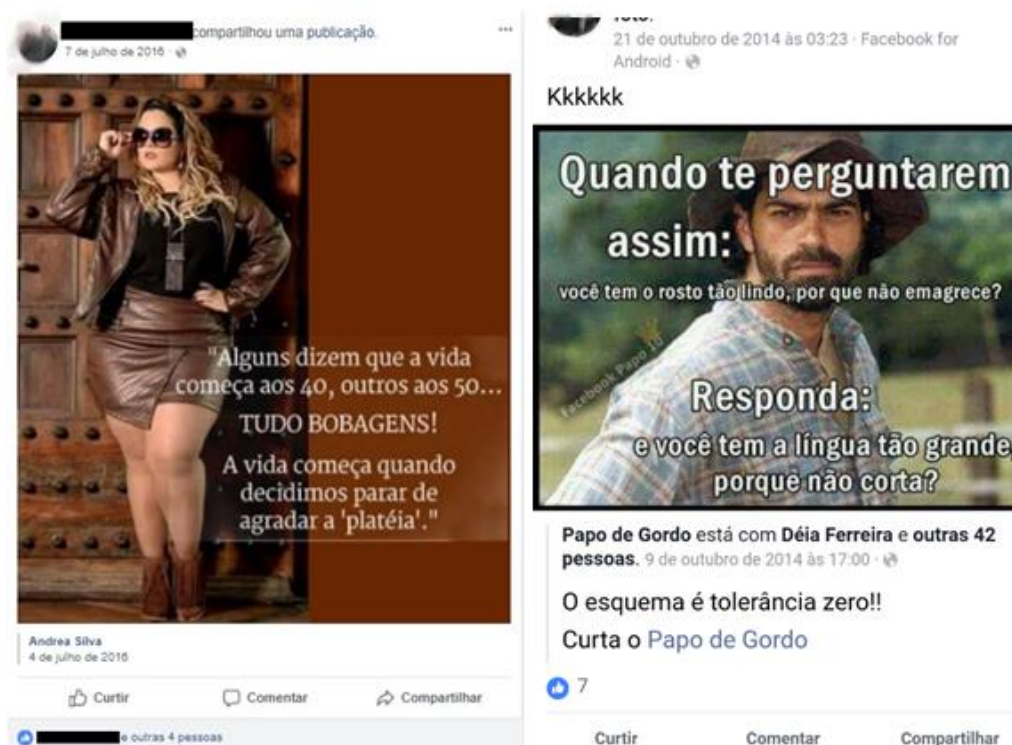 compartilhou uma publicação.
7 de julho de 2016
"Alguns dizem que a vida
começa aos 40, outros aos 50...
TUDO BOBAGENS!
A vida começa quando
decidimos parar de
agradar a 'platéia'."
Andrea Silva
4 de julho de 2016
Curtir Comentar Compartilhar
e outras 4 pessoas
foto.
21 de outubro de 2014 às 03:23 · Facebook for
Android ·
Kkkkkk
Quando te perguntarem
assim:
você tem o rosto tão lindo, por que não emagrece?
Facebook Papo 10
Responda:
e você tem a língua tão grande,
porque não corta?
Papo de Gordo está com Déia Ferreira e outras 42
pessoas. 9 de outubro de 2014 às 17:00 ·
O esquema é tolerância zero!!
Curta o Papo de Gordo
7
Curtir Comentar Compartilhar